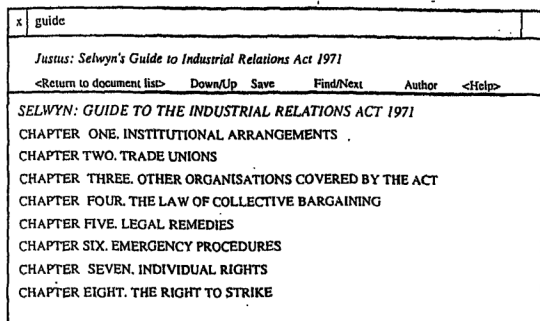 x guide
Justus: Selwyn's Guide to Industrial Relations Act 1971
<Return to document list> Down/Up Save Find/Next Author <Help>
SELWYN: GUIDE TO THE INDUSTRIAL RELATIONS ACT 1971
CHAPTER ONE. INSTITUTIONAL ARRANGEMENTS
CHAPTER TWO. TRADE UNIONS
CHAPTER THREE. OTHER ORGANISATIONS COVERED BY THE ACT
CHAPTER FOUR. THE LAW OF COLLECTIVE BARGAINING
CHAPTER FIVE. LEGAL REMEDIES
CHAPTER SIX. EMERGENCY PROCEDURES
CHAPTER SEVEN. INDIVIDUAL RIGHTS
CHAPTER EIGHT. THE RIGHT TO STRIKE